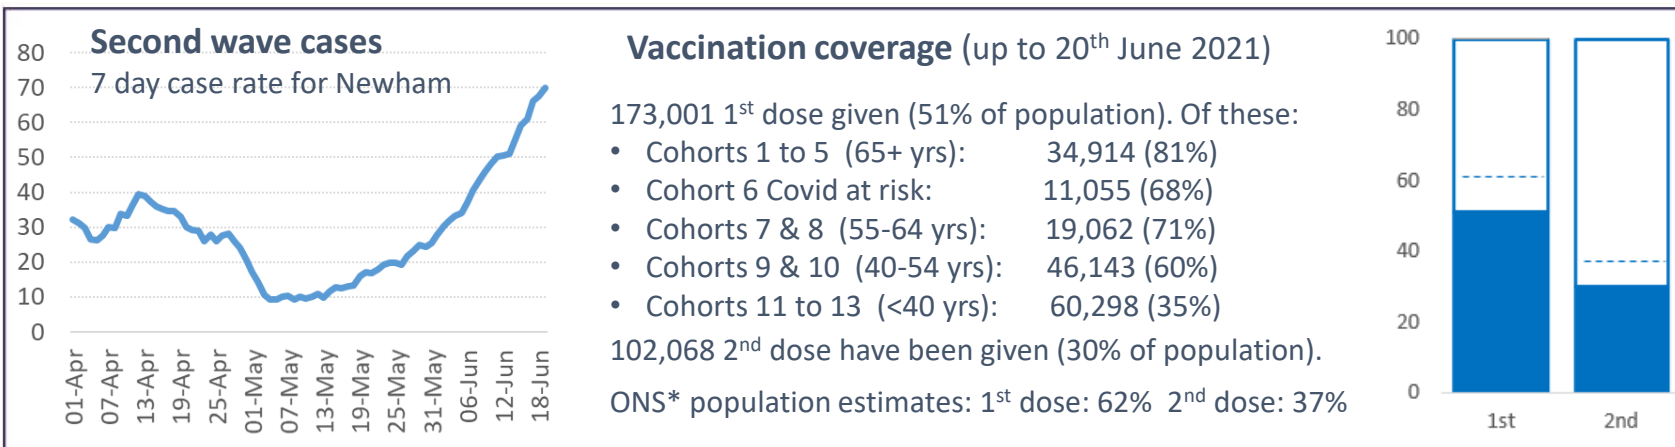 Second wave cases
7 day case rate for Newham
80
70
60
50
40
30
20
10
0
01-Apr
07-Apr
13-Apr
19-Apr
25-Apr
01-May
07-May
13-May
19-May
25-May
31-May
06-Jun
12-Jun
18-Jun
Vaccination coverage (up to 20th June 2021)
173,001 1st dose given (51% of population). Of these:
• Cohorts 1 to 5 (65+ yrs): 34,914 (81%)
• Cohort 6 Covid at risk: 11,055 (68%)
• Cohorts 7 & 8 (55-64 yrs): 19,062 (71%)
• Cohorts 9 & 10 (40-54 yrs): 46,143 (60%)
• Cohorts 11 to 13 (<40 yrs): 60,298 (35%)
102,068 2nd dose have been given (30% of population).
ONS* population estimates: 1st dose: 62% 2nd dose: 37%
100
80
60
40
20
0
1st
2nd